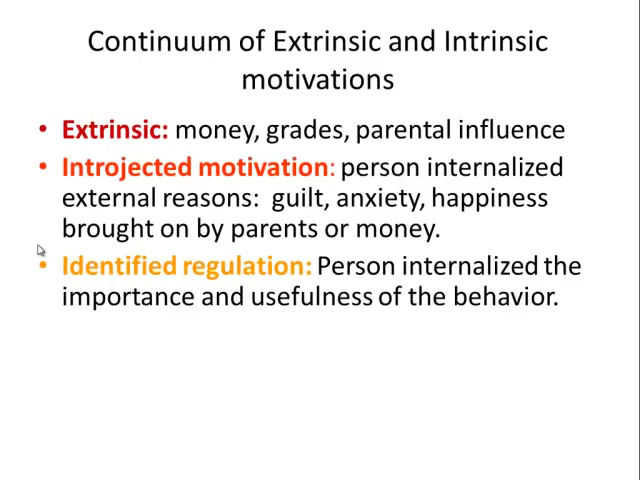 Continuum of Extrinsic and Intrinsic
motivations
• Extrinsic: money, grades, parental influence
• Introjected motivation: person internalized
external reasons:  guilt, anxiety, happiness
brought on by parents or money.
• Identified regulation: Person internalized the
importance and usefulness of the behavior.